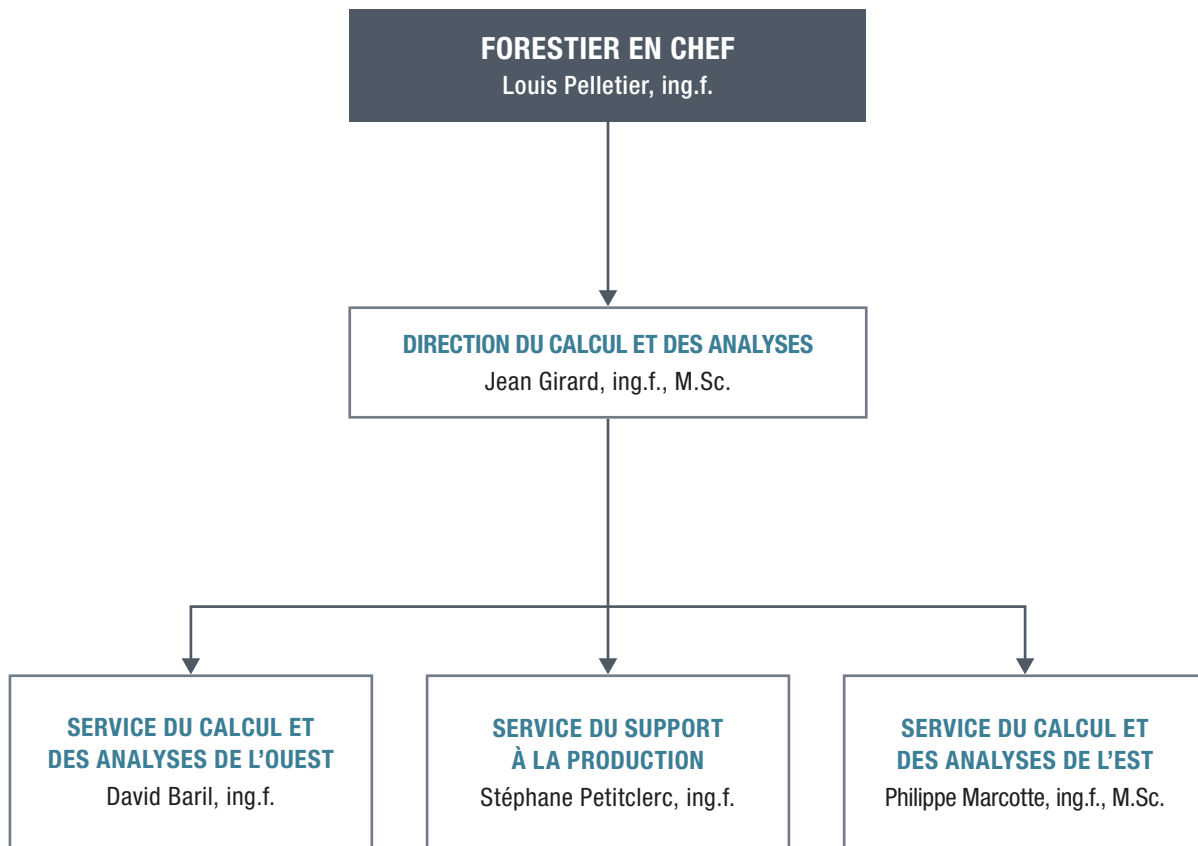 FORESTIER EN CHEF
Louis Pelletier, ing.f.
DIRECTION DU CALCUL ET DES ANALYSES
Jean Girard, ing.f., M.Sc.
SERVICE DU CALCUL ET
DES ANALYSES DE L’OUEST
David Baril, ing.f.
SERVICE DU SUPPORT
À LA PRODUCTION
Stéphane Petitclerc, ing.f.
SERVICE DU CALCUL ET
DES ANALYSES DE L’EST
Philippe Marcotte, ing.f., M.Sc.